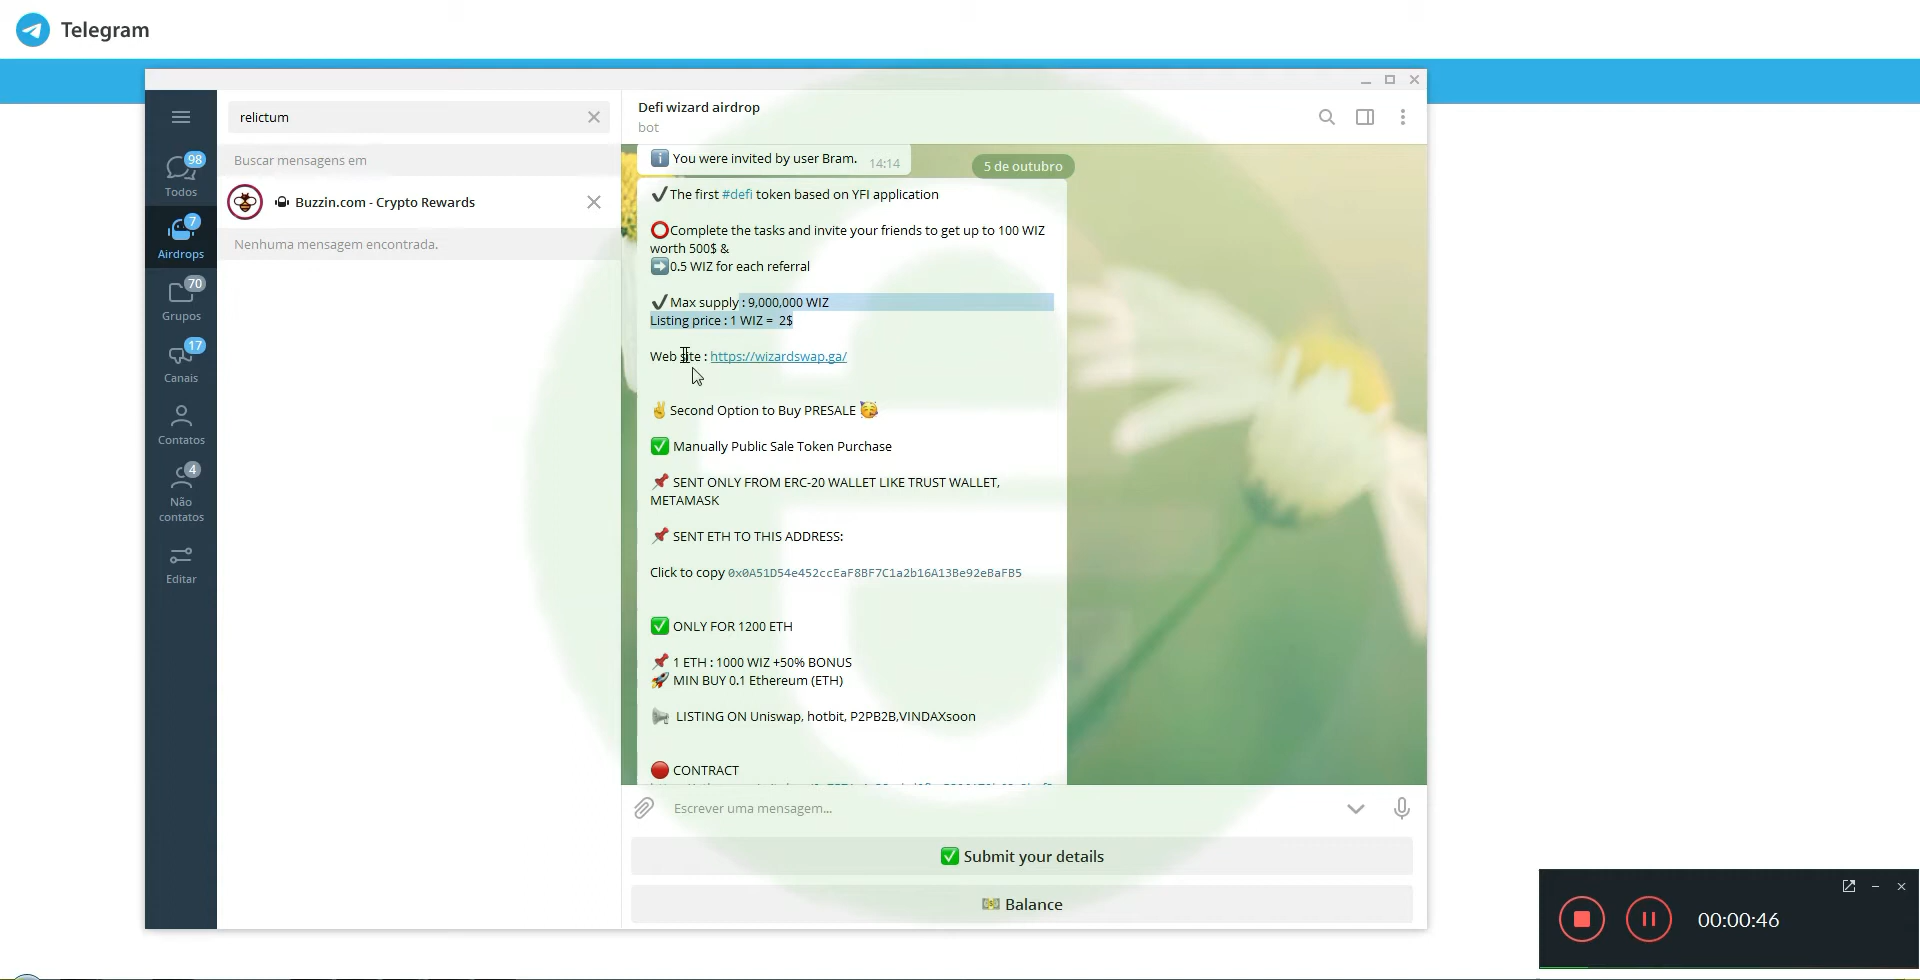 Telegram
relictum
Buscar mensagens em
Buzzin.com - Crypto Rewards
Nenhuma mensagem encontrada.
98
Todos
7
Airdrops
70
Grupos
17
Canais
Contatos
4
Não
contatos
Editar
Defi wizard airdrop
bot
You were invited by user Bram. 14:14
5 de outubro
✔The first #defi token based on YFI application
⭕Complete the tasks and invite your friends to get up to 100 WIZ
worth 500$ &
➡0.5 WIZ for each referral
✔Max supply : 9,000,000 WIZ
Listing price : 1 WIZ = 2$
Web site : https://wizardswap.ga/
✌Second Option to Buy PRESALE 🥳
✅ Manually Public Sale Token Purchase
📌 SENT ONLY FROM ERC-20 WALLET LIKE TRUST WALLET,
METAMASK
📌 SENT ETH TO THIS ADDRESS:
Click to copy 0x0A51D54e452ccEaF8BF7C1a2b16A13Be92eBaFB5
✅ ONLY FOR 1200 ETH
📌 1 ETH : 1000 WIZ +50% BONUS
🚀 MIN BUY 0.1 Ethereum (ETH)
📢 LISTING ON Uniswap, hotbit, P2PB2B,VINDAXsoon
🔴 CONTRACT
Escrever uma mensagem...
✅ Submit your details
💵 Balance
00:00:46